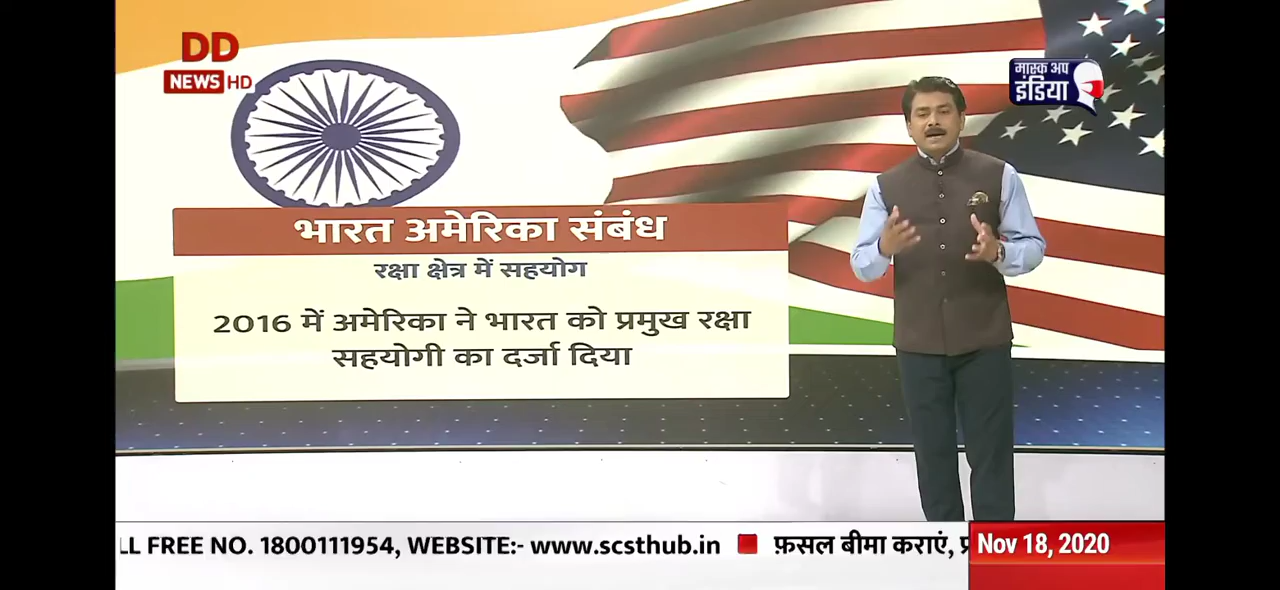 DD
NEWS HD
मास्क अप
इंडिया
भारत अमेरिका संबंध
रक्षा क्षेत्र में सहयोग
2016 में अमेरिका ने भारत को प्रमुख रक्षा
सहयोगी का दर्जा दिया
LL FREE NO. 1800111954, WEBSITE:- www.scsthub.in फ़सल बीमा कराएं,
Nov 18, 2020